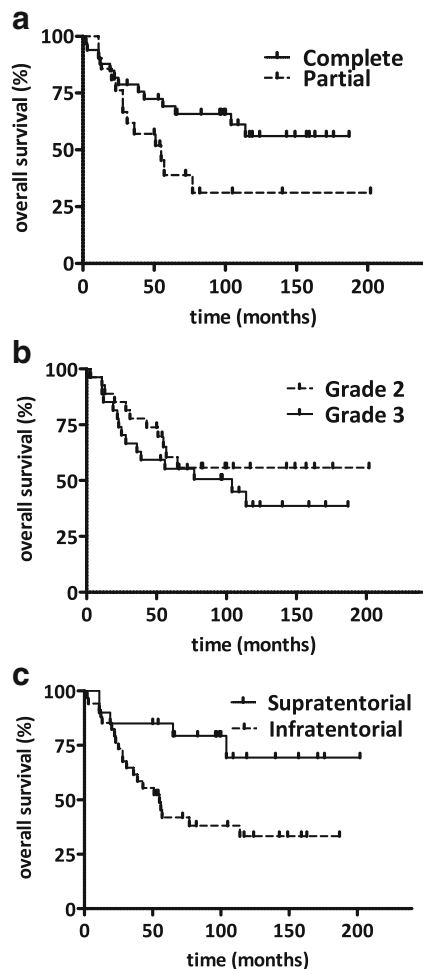 a
100
75
50
25
0
overall survival (%)
Complete
Partial
0 50 100 150 200
time (months)
b
100
75
50
25
0
overall survival (%)
Grade 2
Grade 3
0 50 100 150 200
time (months)
c
100
75
50
25
0
overall survival (%)
Supratentorial
Infratentorial
0 50 100 150 200
time (months)